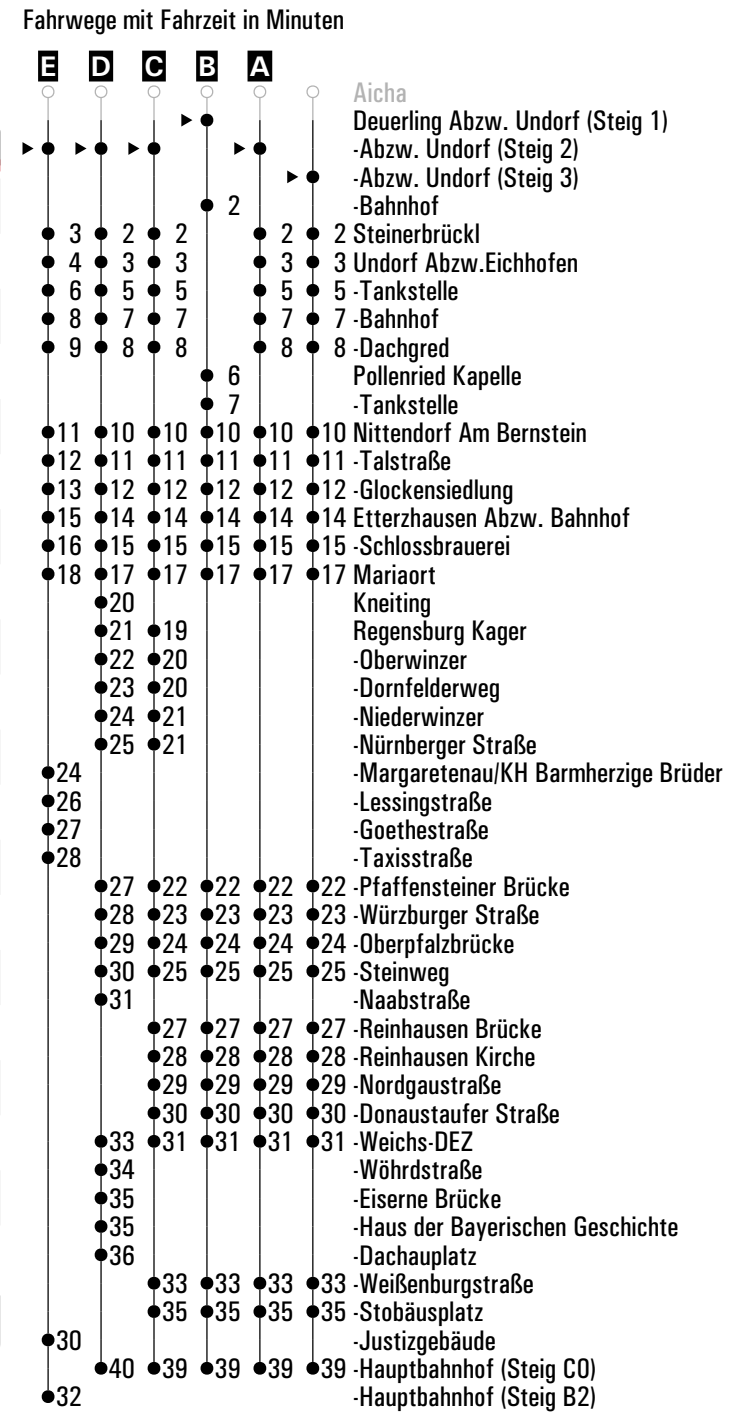 Fahrwege mit Fahrzeit in Minuten
E D C B A
Aicha
Deuerling Abzw. Undorf (Steig 1)
-Abzw. Undorf (Steig 2)
-Abzw. Undorf (Steig 3)
2 -Bahnhof
3 2 2 2 2 Steinerbrückl
4 3 3 3 3 Undorf Abzw.Eichhofen
6 5 5 5 5 -Tankstelle
8 7 7 7 7 -Bahnhof
9 8 8 8 8 -Dachgred
6 Pollenried Kapelle
7 -Tankstelle
11 10 10 10 10 10 Nittendorf Am Bernstein
12 11 11 11 11 11 -Talstraße
13 12 12 12 12 12 -Glockensiedlung
15 14 14 14 14 14 Etterzhausen Abzw. Bahnhof
16 15 15 15 15 15 -Schlossbrauerei
18 17 17 17 17 17 Mariaort
20 Kneiting
21 19 Regensburg Kager
22 20 -Oberwinzer
23 20 -Dornfelderweg
24 21 -Niederwinzer
25 21 -Nürnberger Straße
24 -Margaretenau/KH Barmherzige Brüder
26 -Lessingstraße
27 -Goethestraße
28 -Taxisstraße
27 22 22 22 22 -Pfaffensteiner Brücke
28 23 23 23 23 -Würzburger Straße
29 24 24 24 24 -Oberpfalzbrücke
30 25 25 25 25 -Steinweg
31 -Naabstraße
27 27 27 27 -Reinhausen Brücke
28 28 28 28 -Reinhausen Kirche
29 29 29 29 -Nordgaustraße
30 30 30 30 -Donaustaufer Straße
33 31 31 31 31 -Weichs-DEZ
34 -Wöhrdstraße
35 -Eiserne Brücke
35 -Haus der Bayerischen Geschichte
36 -Dachauplatz
33 33 33 33 -Weißenburgstraße
35 35 35 35 -Stobäusplatz
30 -Justizgebäude
40 39 39 39 39 -Hauptbahnhof (Steig C0)
32 -Hauptbahnhof (Steig B2)